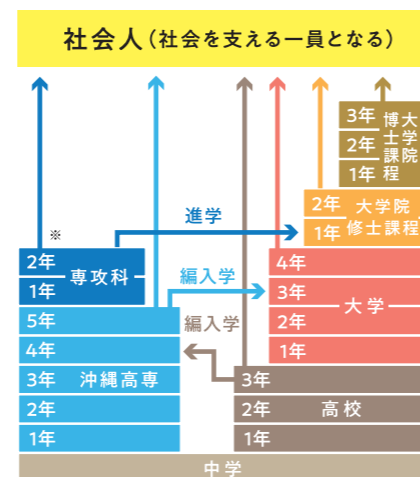 社会人（社会を支える一員となる）
3年
2年
1年
大学院
博士課程
2年
1年
大学院
修士課程
進学
※
2年
1年
専攻科
編入学
4年
3年
2年
1年
大学
編入学
5年
4年
3年
2年
1年
沖縄高専
3年
2年
1年
高校
中学